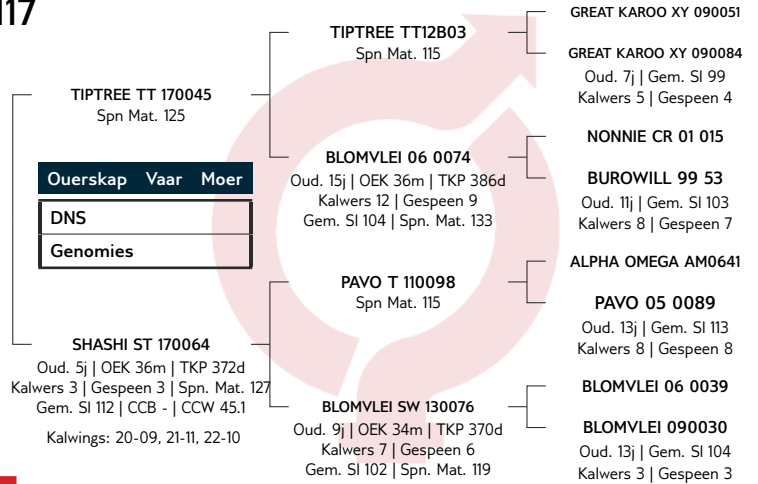 117
TIPTREE TT 170045
Spn Mat. 125
Ouerskap Vaar Moer
DNS
Genomies
SHASHI ST 170064
Oud. 5j | OEK 36m | TKP 372d
Kalwers 3 | Gespeen 3 | Spn. Mat. 127
Gem. SI 112 | CCB - | CCW 45.1
Kalwings: 20-09, 21-11, 22-10
TIPTREE TT12B03
Spn Mat. 115
BLOMVLEI 06 0074
Oud. 15j | OEK 36m | TKP 386d
Kalwers 12 | Gespeen 9
Gem. SI 104 | Spn. Mat. 133
PAVO T 110098
Spn Mat. 115
BLOMVLEI SW 130076
Oud. 9j | OEK 34m | TKP 370d
Kalwers 7 | Gespeen 6
Gem. SI 102 | Spn. Mat. 119
GREAT KAROO XY 090051
GREAT KAROO XY 090084
Oud. 7j | Gem. SI 99
Kalwers 5 | Gespeen 4
NONNIE CR 01 015
BUROWILL 99 53
Oud. 11j | Gem. SI 103
Kalwers 8 | Gespeen 7
ALPHA OMEGA AM0641
PAVO 05 0089
Oud. 13j | Gem. SI 113
Kalwers 8 | Gespeen 8
BLOMVLEI 06 0039
BLOMVLEI 090030
Oud. 13j | Gem. SI 104
Kalwers 3 | Gespeen 3